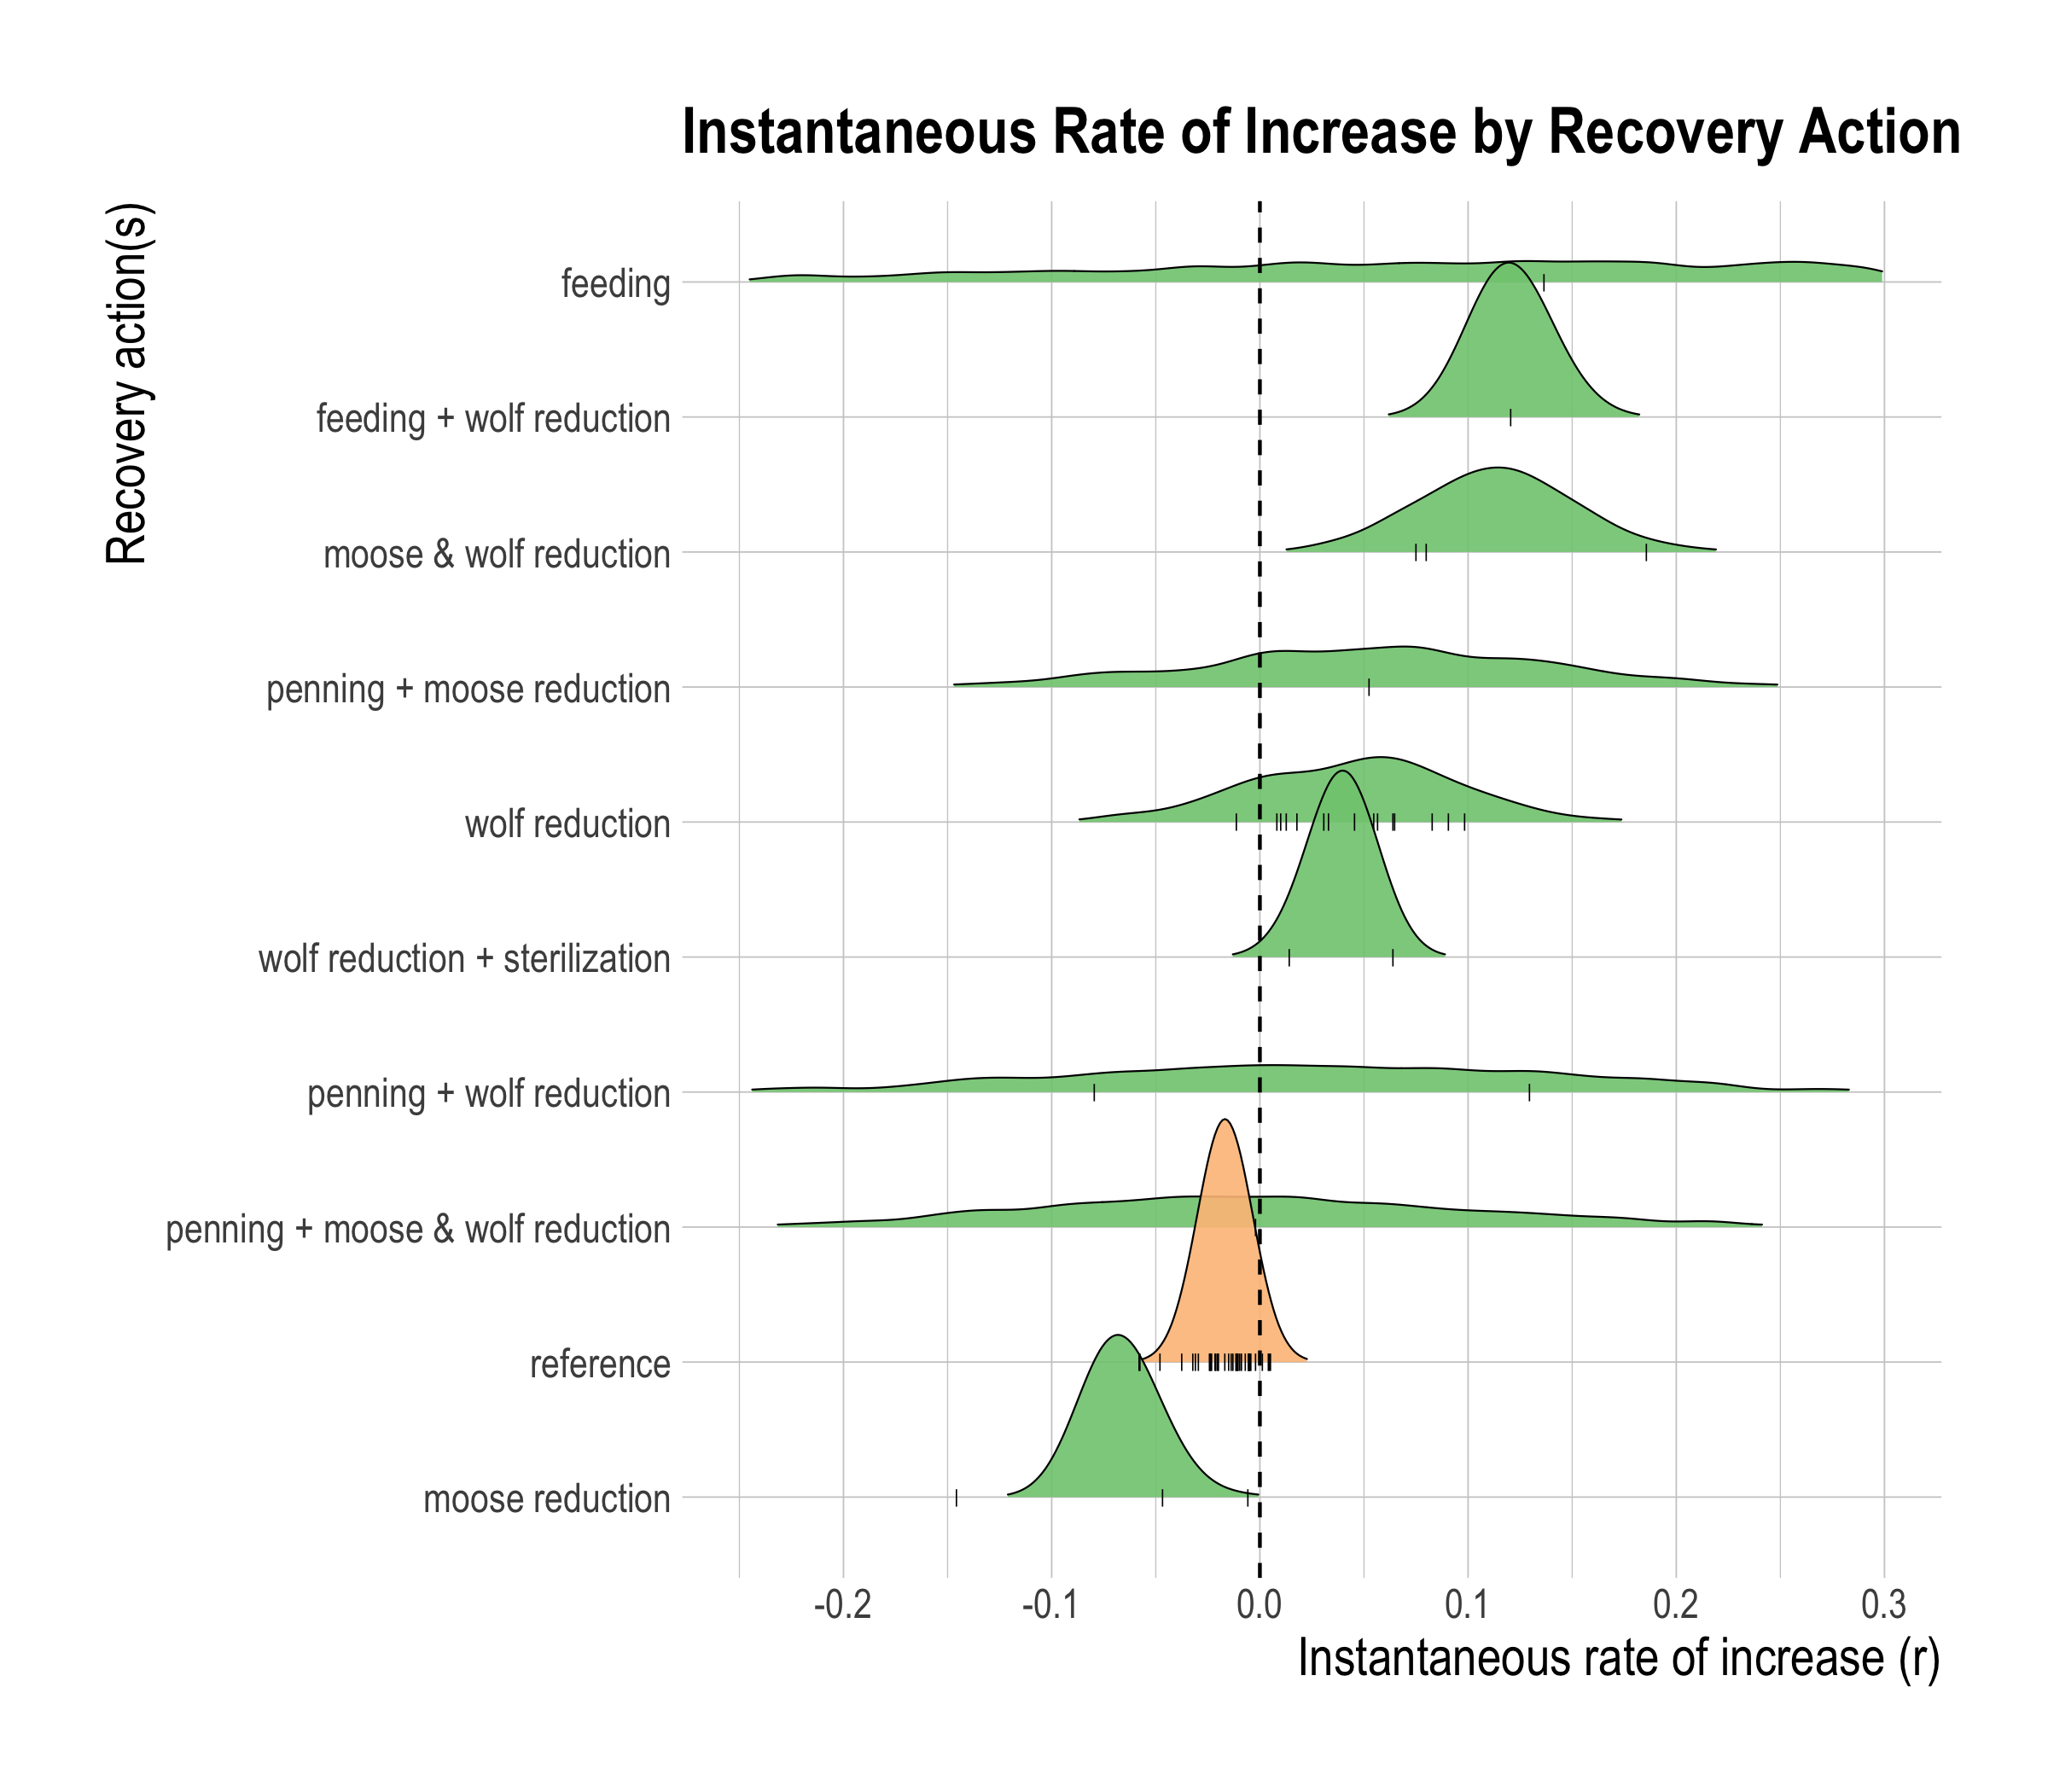 Instantaneous Rate of Increase by Recovery Action
Recovery action(s)
feeding
feeding + wolf reduction
moose & wolf reduction
penning + moose reduction
wolf reduction
wolf reduction + sterilization
penning + wolf reduction
penning + moose & wolf reduction
reference
moose reduction
-0.2 -0.1 0.0 0.1 0.2 0.3
Instantaneous rate of increase (r)